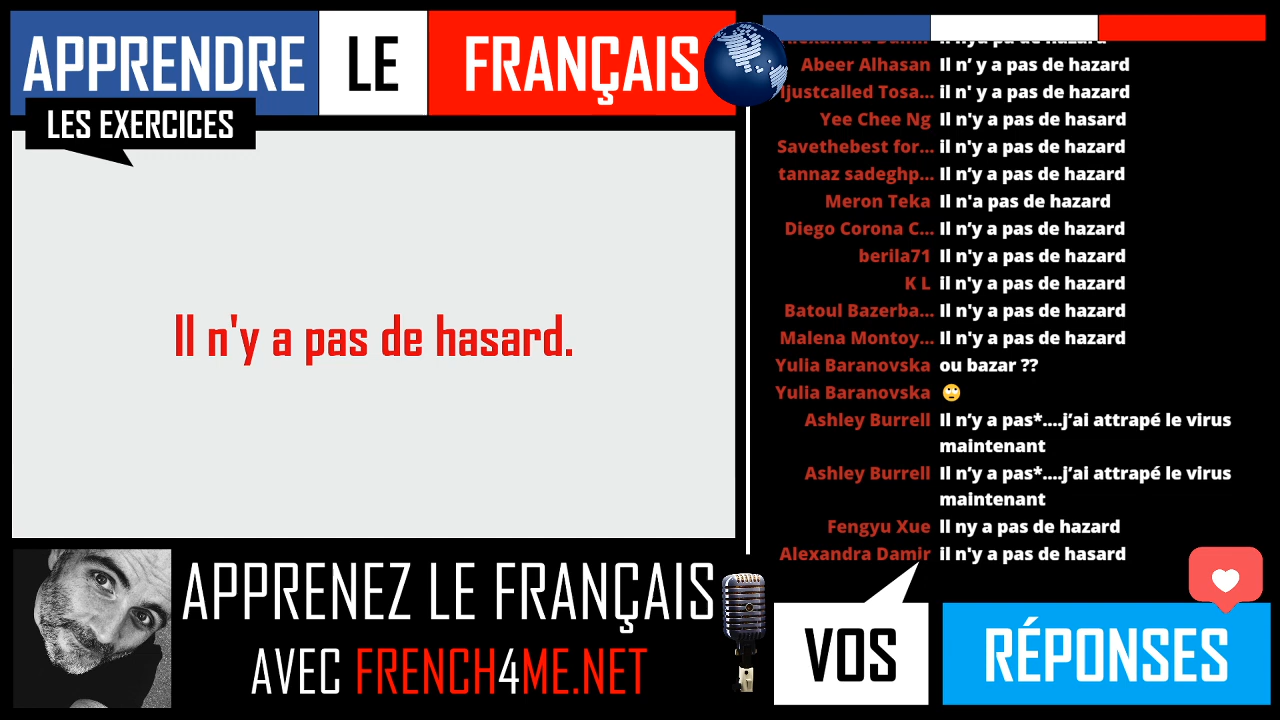 APPRENDRE LE FRANÇAIS
LES EXERCICES
Il n'y a pas de hasard.
APPRENEZ LE FRANÇAIS
AVEC FRENCH4ME.NET
Abeer Alhasan Il n’ y a pas de hazard
Ijustcalled Tosa... il n' y a pas de hazard
Yee Chee Ng Il n'y a pas de hasard
Savethebest for... il n'y a pas de hazard
tannaz sadeghp... Il n’y a pas de hazard
Meron Teka Il n'a pas de hazard
Diego Corona C... Il n’y a pas de hazard
berila71 Il n'y a pas de hazard
K L il n'y a pas de hazard
Batoul Bazerba... Il n'y a pas de hazard
Malena Montoy... Il n'y a pas de hazard
Yulia Baranovska ou bazar ??
Yulia Baranovska 🙄
Ashley Burrell Il n’y a pas*....j’ai attrapé le virus
maintenant
Ashley Burrell Il n’y a pas*....j’ai attrapé le virus
maintenant
Fengyu Xue Il ny a pas de hazard
Alexandra Damir il n'y a pas de hasard
VOS RÉPONSES